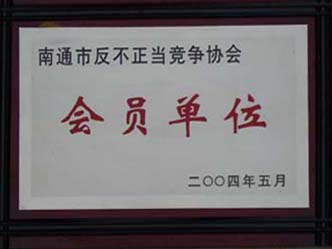 南通市反不正当竞争协会
会员单位
二〇〇四年五月